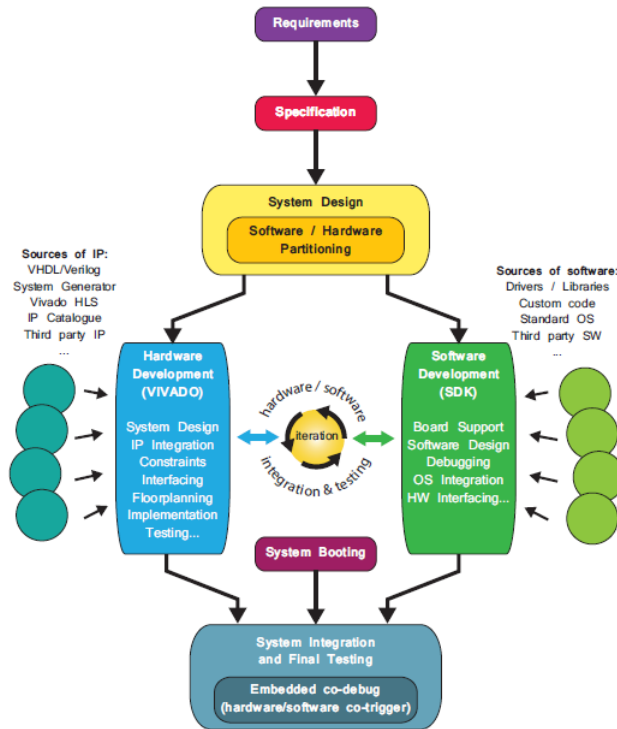 Requirements
Specification
System Design
Software / Hardware
Partitioning
Sources of IP:
VHDL/Verilog
System Generator
Vivado HLS
IP Catalogue
Third party IP
...
Sources of software:
Drivers / Libraries
Custom code
Standard OS
Third party SW
...
Hardware
Development
(VIVADO)
System Design
IP Integration
Constraints
Interfacing
Floorplanning
Implementation
Testing...
hardware / software
iteration
integration & testing
Software
Development
(SDK)
Board Support
Software Design
Debugging
OS Integration
HW Interfacing...
System Booting
System Integration
and Final Testing
Embedded co-debug
(hardware/software co-trigger)